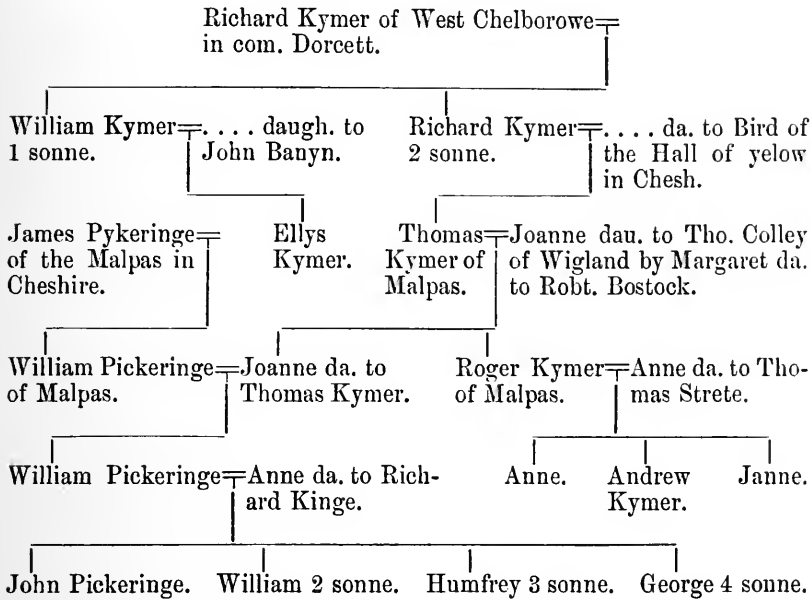 Richard Kymer of West Chelborowe
in com. Dorcett.
William Kymer .... daugh. to Richard Kymer .... da. to Bird of
1 sonne. John Banyn. 2 sonne. the Hall of yelow
in Chesh.
James Pykeringe Ellys Thomas Joanne dau. to Tho. Colley
of the Malpas in Kymer. Kymer of of Wigland by Margaret da.
Cheshire. Malpas. to Robt. Bostock.
William Pickeringe Joanne da. to Roger Kymer Anne da. to Tho-
of Malpas. Thomas Kymer. of Malpas. mas Strete.
William Pickeringe Anne da. to Rich- Anne. Andrew Janne.
ard Kinge. Kymer.
John Pickeringe. William 2 sonne. Humfrey 3 sonne. George 4 sonne.